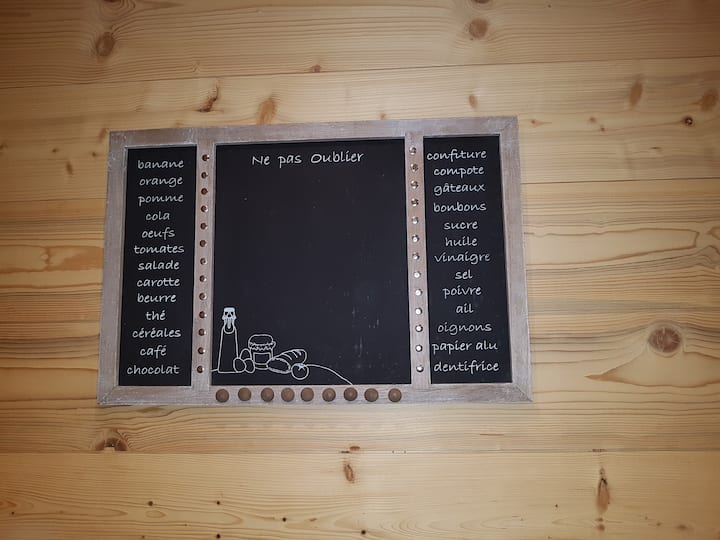 banane
orange
pomme
cola
oeufs
tomates
salade
carotte
beurre
thé
céréales
café
chocolat
Ne pas Oublier
confiture
compote
gâteaux
bonbons
sucre
huile
vinaigre
sel
poivre
ail
oignons
papier alu
dentifrice